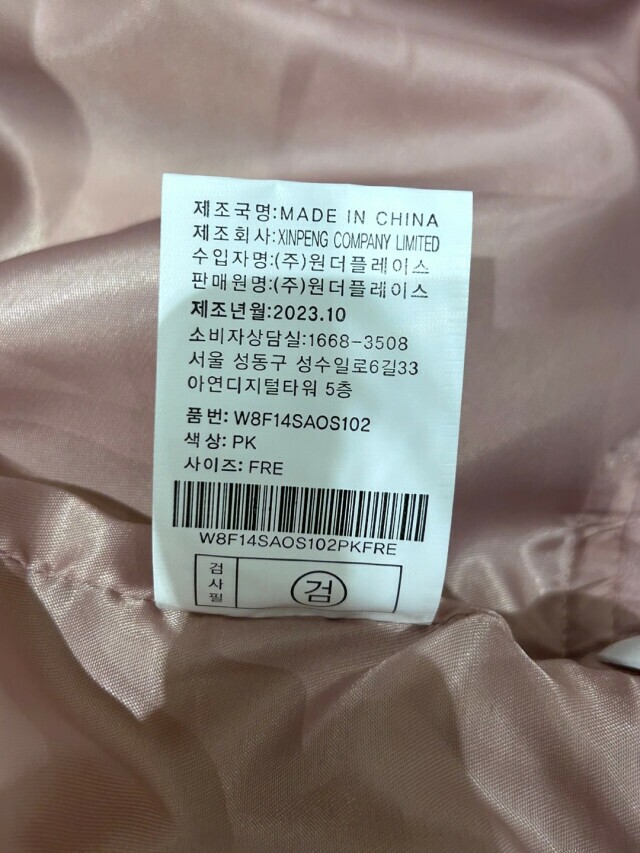 제조국명:MADE IN CHINA
제조회사:XINPENG COMPANY LIMITED
수입자명:(주)원더플레이스
판매원명:(주)원더플레이스
제조년월:2023.10
소비자상담실:1668-3508
서울 성동구 성수일로6길33
아연디지털타워 5층
품번: W8F14SAOS102
색상: PK
사이즈: FRE
W8F14SAOS102PKFRE
검사필
검